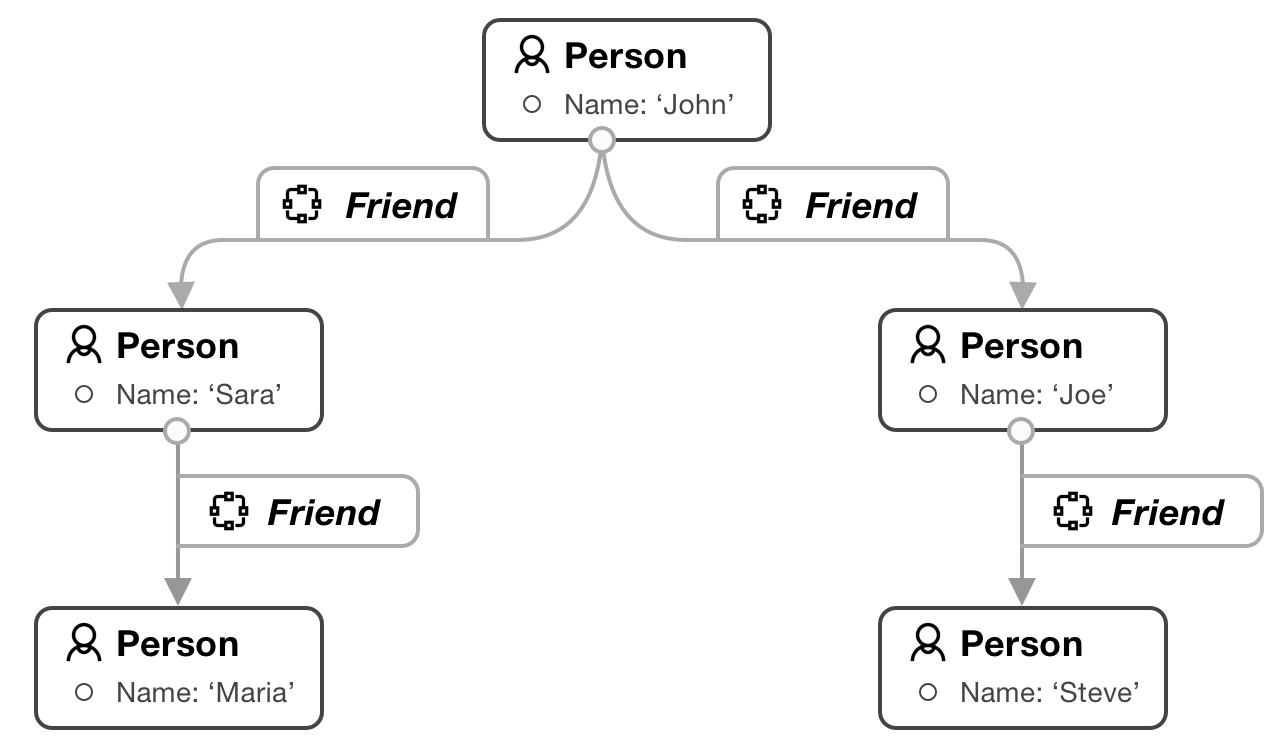 Person
Name: ‘John’
Friend
Friend
Person
Name: ‘Sara’
Person
Name: ‘Joe’
Friend
Friend
Person
Name: ‘Maria’
Person
Name: ‘Steve’